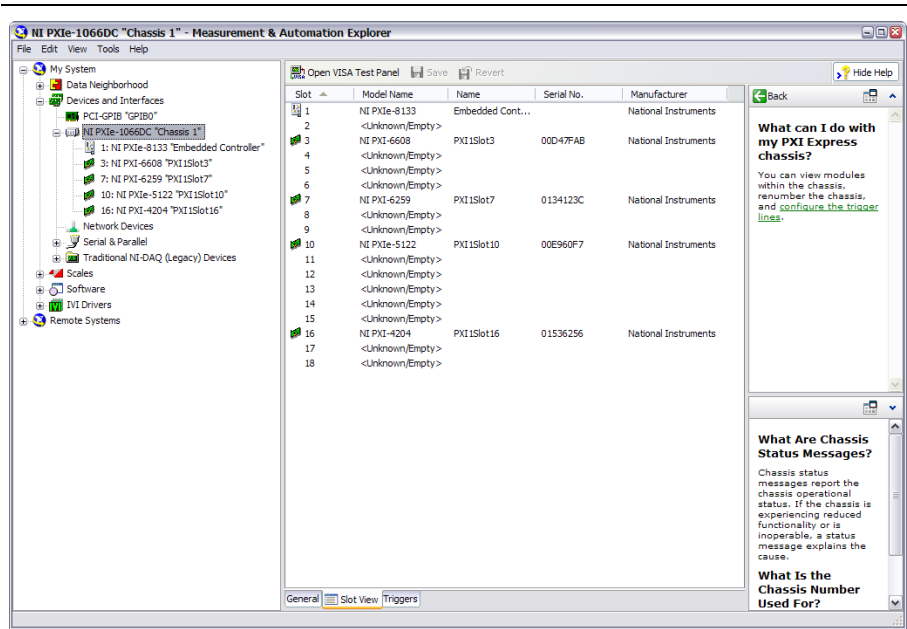 NI PXIe-1066DC "Chassis 1" - Measurement & Automation Explorer
File Edit View Tools Help
My System
Data Neighborhood
Devices and Interfaces
PCI-GPIB "GPIB0"
NI PXIe-1066DC "Chassis 1"
1: NI PXIe-8133 "Embedded Controller"
3: NI PXI-6608 "PXI1Slot3"
7: NI PXI-6259 "PXI1Slot7"
10: NI PXIe-5122 "PXI1Slot10"
16: NI PXI-4204 "PXI1Slot16"
Network Devices
Serial & Parallel
Traditional NI-DAQ (Legacy) Devices
Scales
Software
IVI Drivers
Remote Systems
Open VISA Test Panel Save Revert
Slot Model Name Name Serial No. Manufacturer
1 NI PXIe-8133 Embedded Cont... National Instruments
2 <Unknown/Empty>
3 NI PXI-6608 PXI1Slot3 00D47FAB National Instruments
4 <Unknown/Empty>
5 <Unknown/Empty>
6 <Unknown/Empty>
7 NI PXI-6259 PXI1Slot7 0134123C National Instruments
8 <Unknown/Empty>
9 <Unknown/Empty>
10 NI PXIe-5122 PXI1Slot10 00E960F7 National Instruments
11 <Unknown/Empty>
12 <Unknown/Empty>
13 <Unknown/Empty>
14 <Unknown/Empty>
15 <Unknown/Empty>
16 NI PXI-4204 PXI1Slot16 01536256 National Instruments
17 <Unknown/Empty>
18 <Unknown/Empty>
General Slot View Triggers
Hide Help
Back
What can I do with
my PXI Express
chassis?
You can view modules
within the chassis,
renumber the chassis,
and configure the trigger
lines.
What Are Chassis
Status Messages?
Chassis status
messages report the
chassis operational
status. If the chassis is
experiencing reduced
functionality or is
inoperable, a status
message explains the
cause.
What Is the
Chassis Number
Used For?